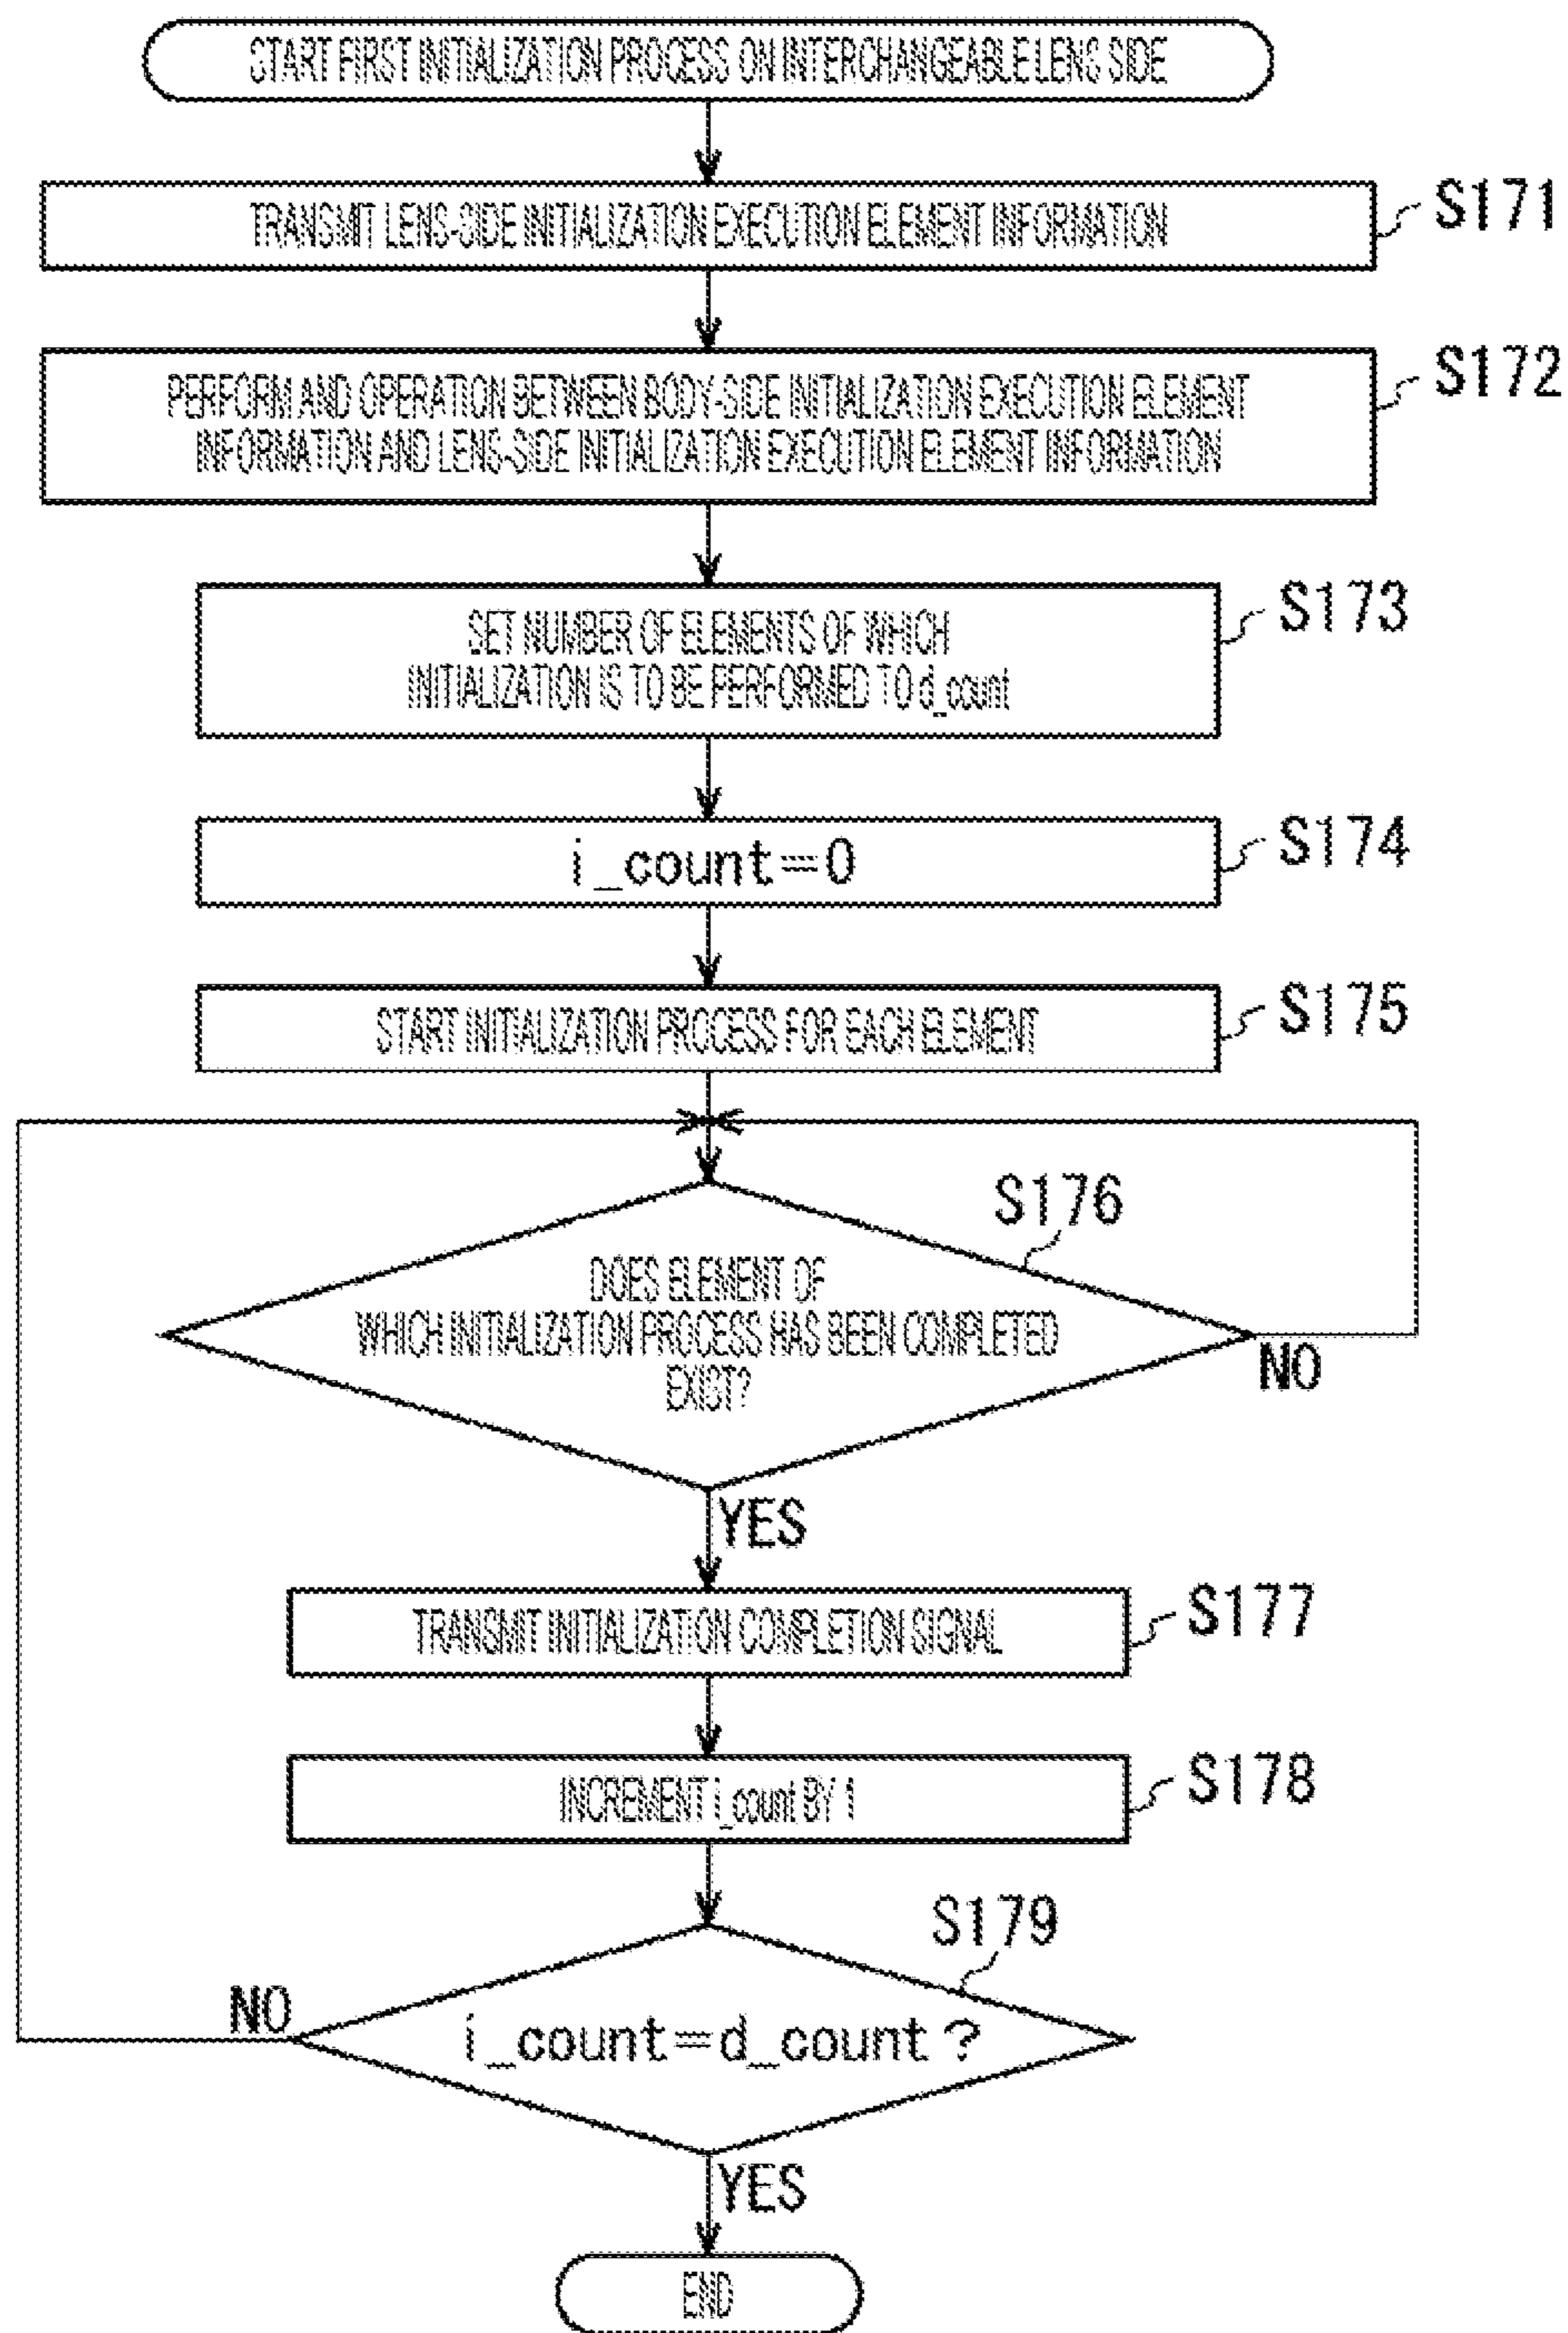 START FIRST INITIALIZATION PROCESS ON INTERCHANGEABLE LENS SIDE
TRANSMIT LENS-SIDE INITIALIZATION EXECUTION ELEMENT INFORMATION
S171
PERFORM AND OPERATION BETWEEN BODY-SIDE INITIALIZATION EXECUTION ELEMENT
INFORMATION AND LENS-SIDE INITIALIZATION EXECUTION ELEMENT INFORMATION
S172
SET NUMBER OF ELEMENTS OF WHICH
INITIALIZATION IS TO BE PERFORMED TO d_count
S173
i_count=0
S174
START INITIALIZATION PROCESS FOR EACH ELEMENT
S175
S176
DOES ELEMENT OF
WHICH INITIALIZATION PROCESS HAS BEEN COMPLETED
EXIST?
NO
YES
TRANSMIT INITIALIZATION COMPLETION SIGNAL
S177
INCREMENT i_count BY 1
S178
S179
NO
i_count=d_count?
YES
END